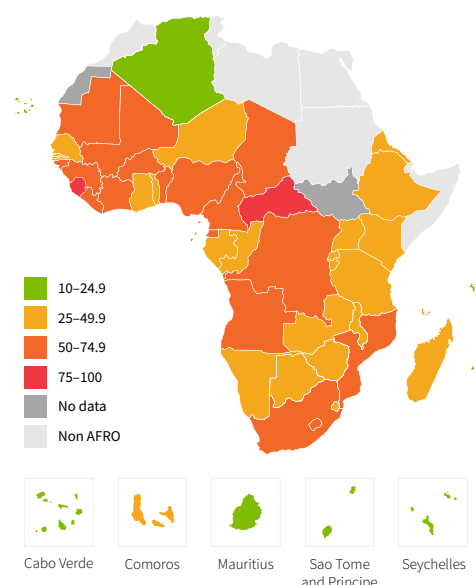 10–24.9
25–49.9
50–74.9
75–100
No data
Non AFRO
Cabo Verde
Comoros
Mauritius
Sao Tome
and Principe
Seychelles